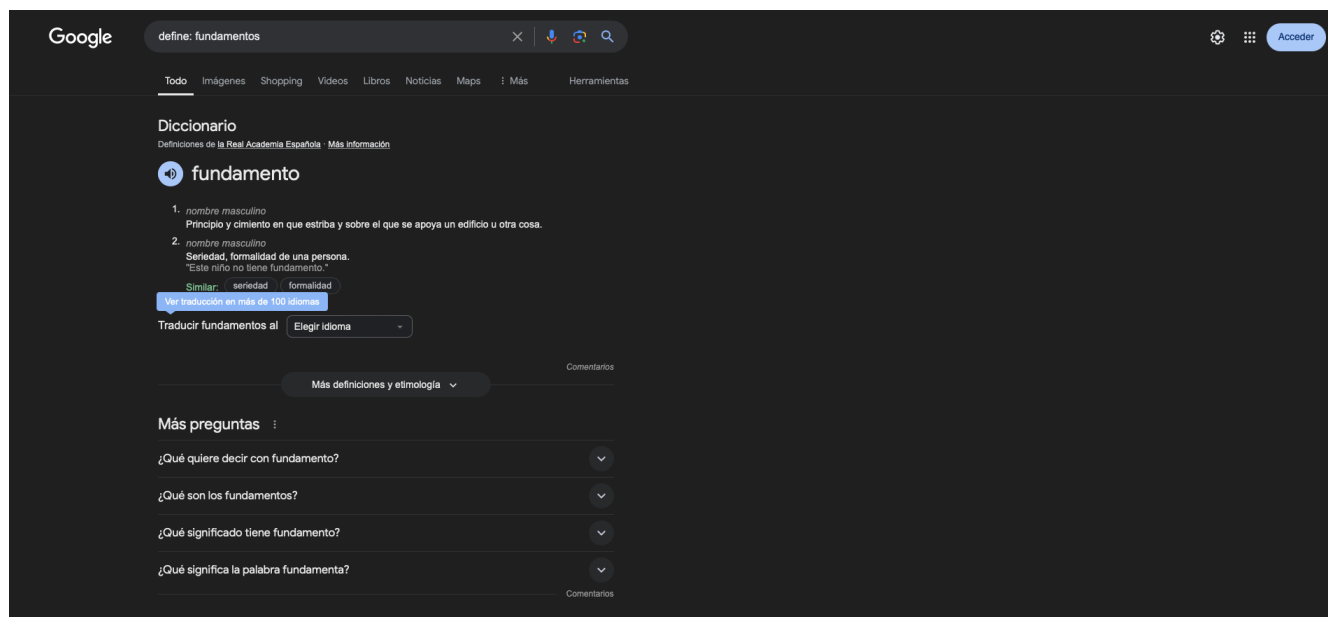 Google
define: fundamentos
Acceder
Todo Imágenes Shopping Vídeos Libros Noticias Maps Más Herramientas
Diccionario
Definiciones de la Real Academia Española · Más información
fundamento
1. nombre masculino
Principio y cimiento en que estriba y sobre el que se apoya un edificio u otra cosa.
2. nombre masculino
Seriedad, formalidad de una persona.
"Este niño no tiene fundamento."
Similar: seriedad formalidad
Ver traducción en más de 100 idiomas
Traducir fundamentos al Elegir idioma
Comentarios
Más definiciones y etimología
Más preguntas
¿Qué quiere decir con fundamento?
¿Qué son los fundamentos?
¿Qué significado tiene fundamento?
¿Qué significa la palabra fundamenta?
Comentarios